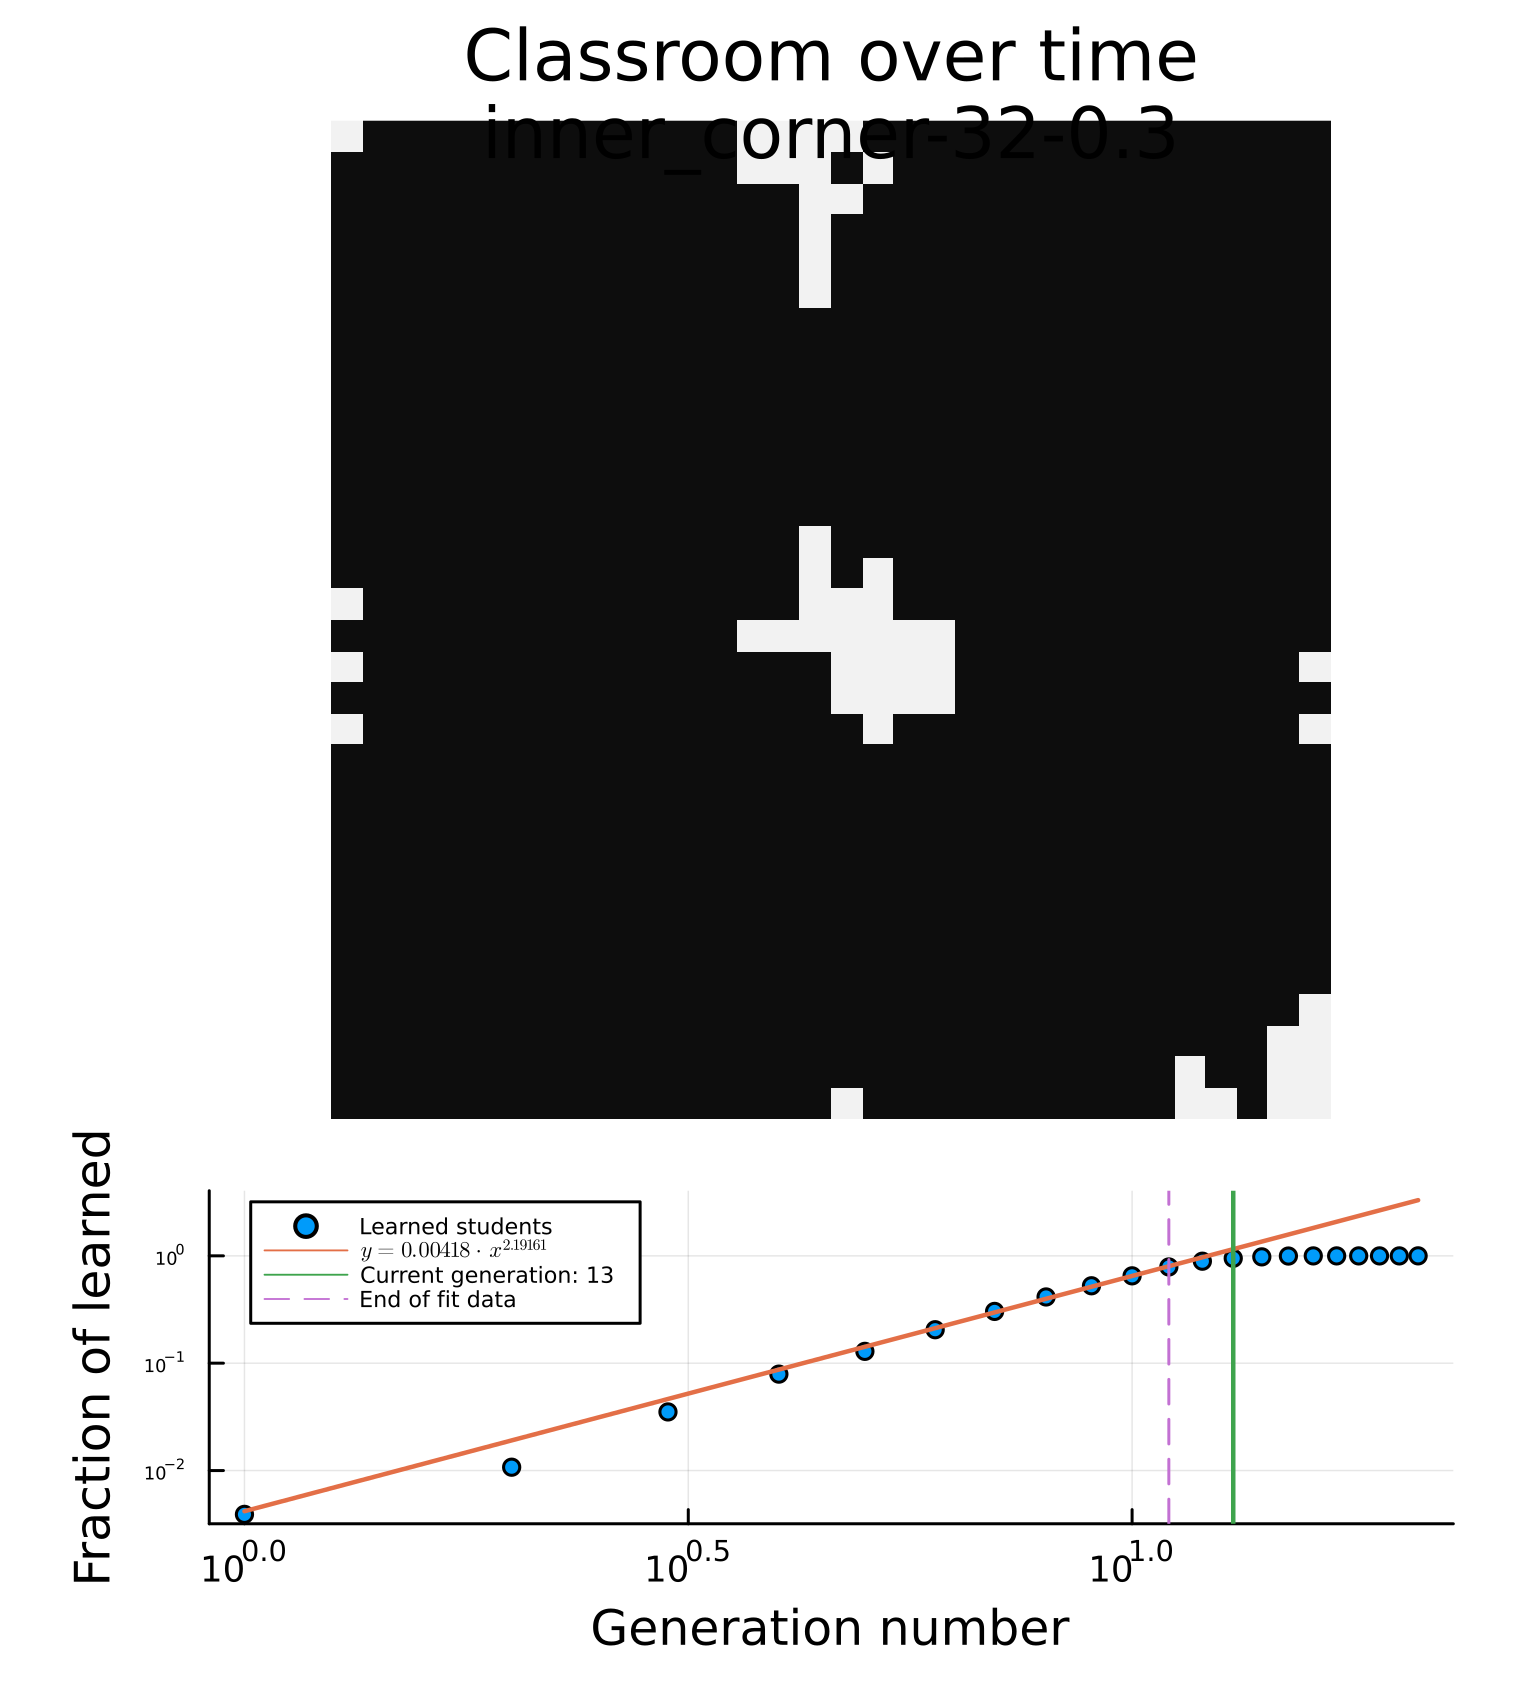 Classroom over time
inner_corner-32-0.3
Fraction of learned
10^0
10^−1
10^−2
Learned students
y = 0.00418 · x^2.19161
Current generation: 13
End of fit data
10^0.0 10^0.5 10^1.0
Generation number